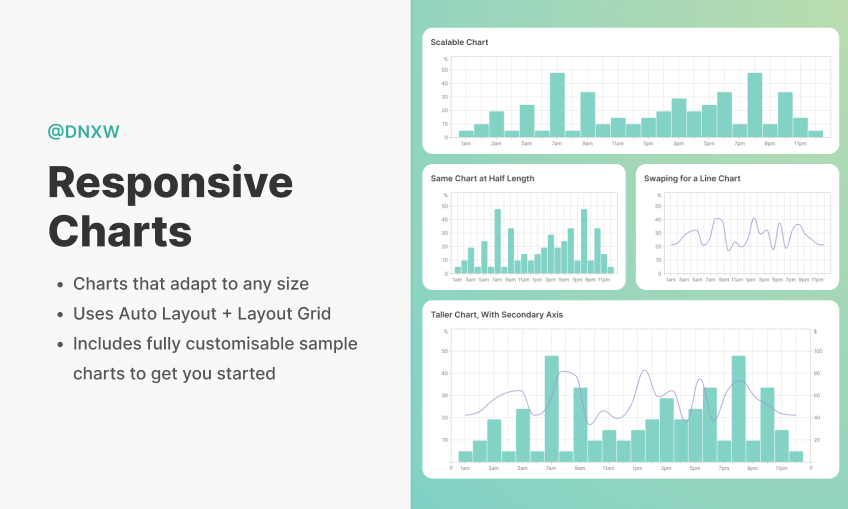 @DNXW
Responsive
Charts
• Charts that adapt to any size
• Uses Auto Layout + Layout Grid
• Includes fully customisable sample
charts to get you started
Scalable Chart
%
50
40
30
20
10
0
1am 3am 5am 7am 9am 11am 1pm 3pm 5pm 7pm 9pm 11pm
Same Chart at Half Length
%
50
40
30
20
10
0
1am 3am 5am 7am 9am 11am 1pm 3pm 5pm 7pm 9pm 11pm
Swaping for a Line Chart
%
50
40
30
20
10
0
1am 3am 5am 7am 9am 11am 1pm 3pm 5pm 7pm 9pm 11pm
Taller Chart, With Secondary Axis
% $
50 100
40 80
30 60
20 40
10 20
0 1am 3am 5am 7am 9am 11am 1pm 3pm 5pm 7pm 9pm 11pm 0